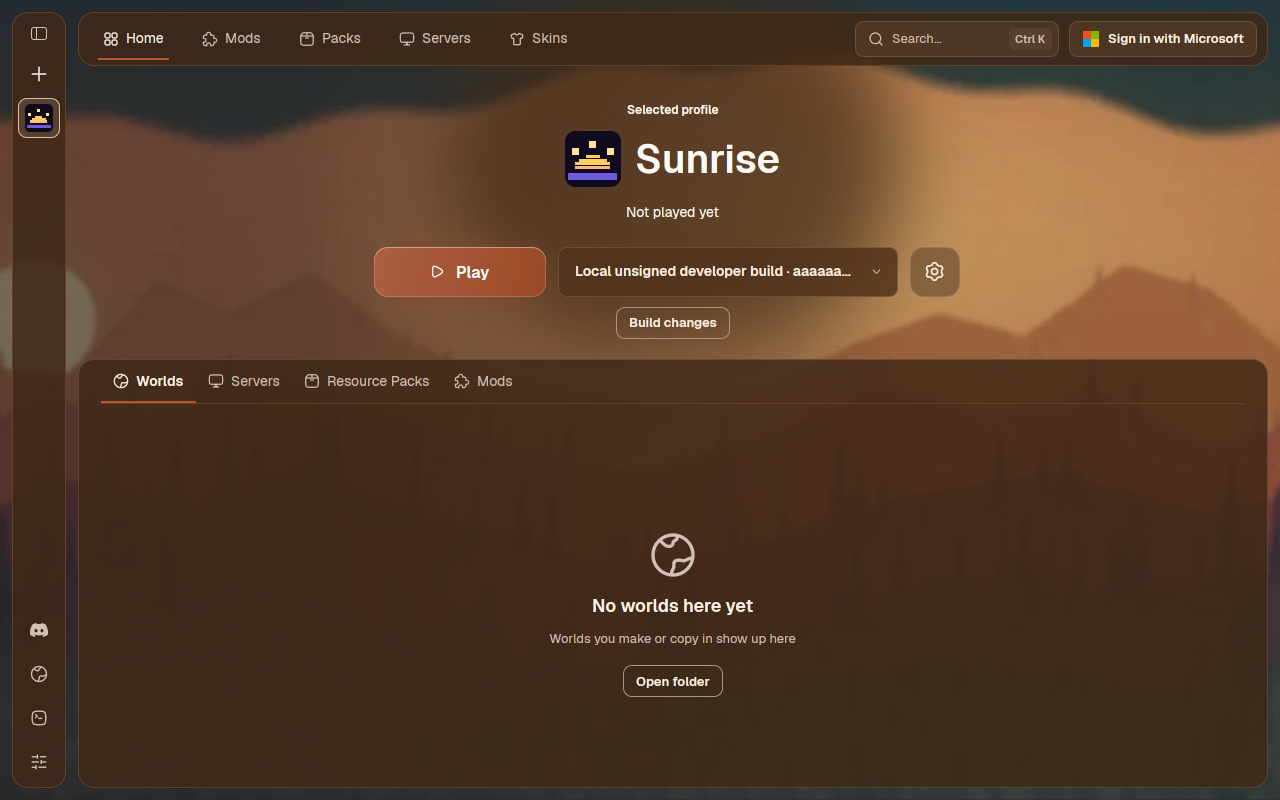 Home
Mods
Packs
Servers
Skins
Search...
Ctrl K
Sign in with Microsoft
Selected profile
Sunrise
Not played yet
Play
Local unsigned developer build · aaaaaa...
Build changes
Worlds
Servers
Resource Packs
Mods
No worlds here yet
Worlds you make or copy in show up here
Open folder